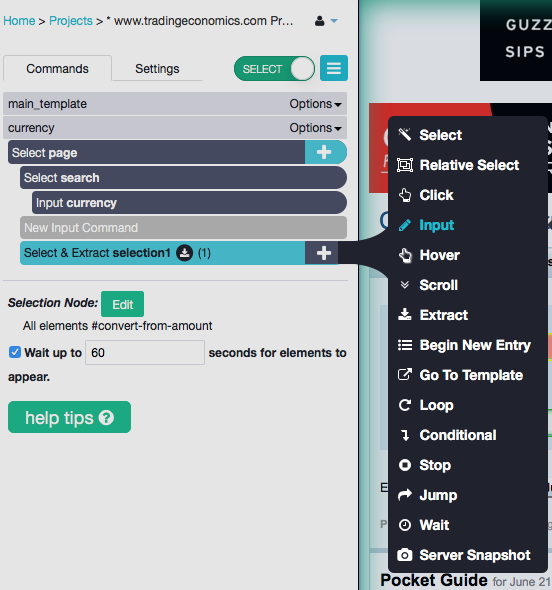 Home > Projects > * www.tradingeconomics.com Pr...
GUZZ
SIPS
Commands
Settings
SELECT
main_template
Options
currency
Options
Select page
Select search
Input currency
New Input Command
Select & Extract selection1 (1)
Select
Relative Select
Click
Input
Hover
Scroll
Extract
Begin New Entry
Go To Template
Loop
Conditional
Stop
Jump
Wait
Server Snapshot
Selection Node:
Edit
All elements #convert-from-amount
Wait up to 60 seconds for elements to
appear.
help tips
Pocket Guide for June 21